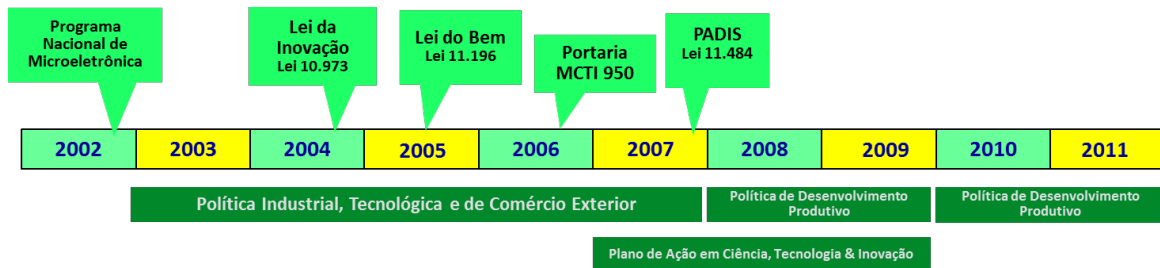 Programa
Nacional de
Microeletrônica
Lei da
Inovação
Lei 10.973
Lei do Bem
Lei 11.196
Portaria
MCTI 950
PADIS
Lei 11.484
2002 2003 2004 2005 2006 2007 2008 2009 2010 2011
Política Industrial, Tecnológica e de Comércio Exterior
Política de Desenvolvimento
Produtivo
Política de Desenvolvimento
Produtivo
Plano de Ação em Ciência, Tecnologia & Inovação